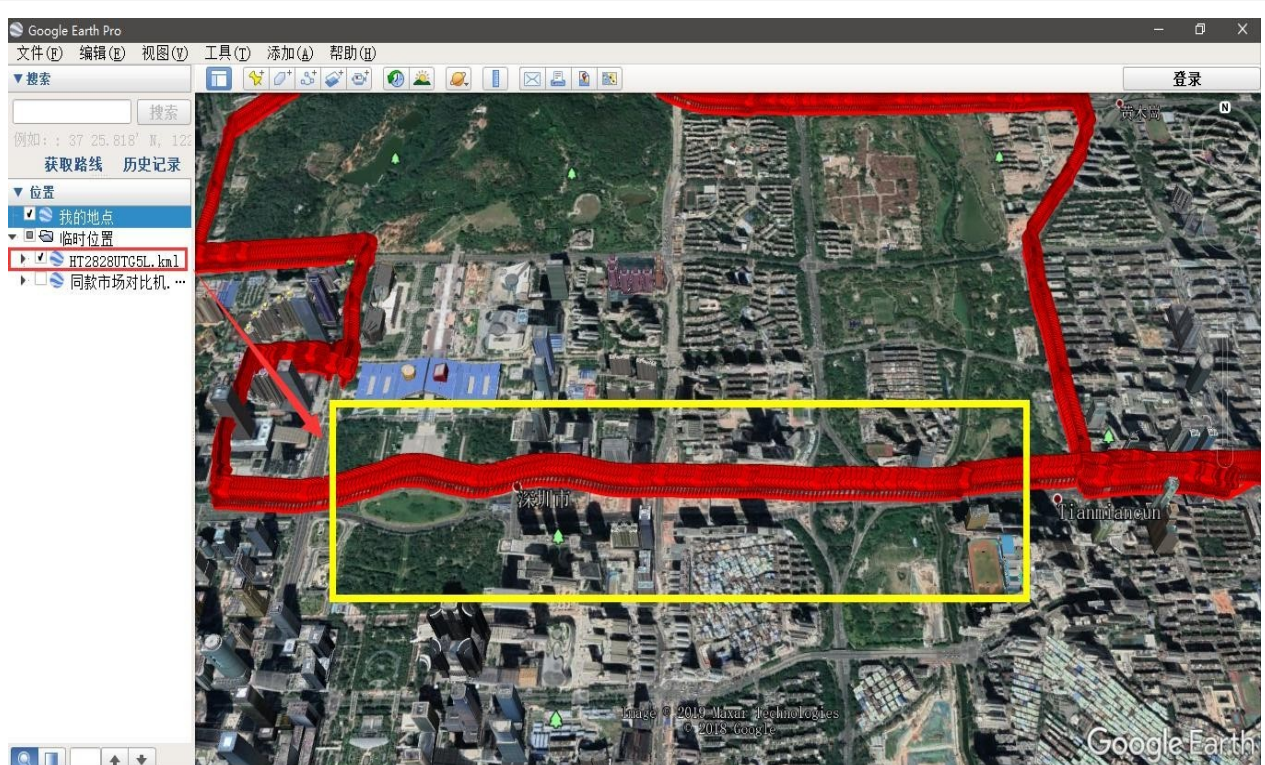 Google Earth Pro
文件(F) 编辑(E) 视图(V) 工具(T) 添加(A) 帮助(H)
搜索
登录
搜索
例如: : 37 25.818' N, 122
获取路线 历史记录
位置
我的地点
临时位置
HT2828UTG5L.kml
同款市场对比机. …
黄木岗
N
深圳市
Tianmiancun
Image © 2019 Maxar Technologies
© 2018 Google
Google Earth